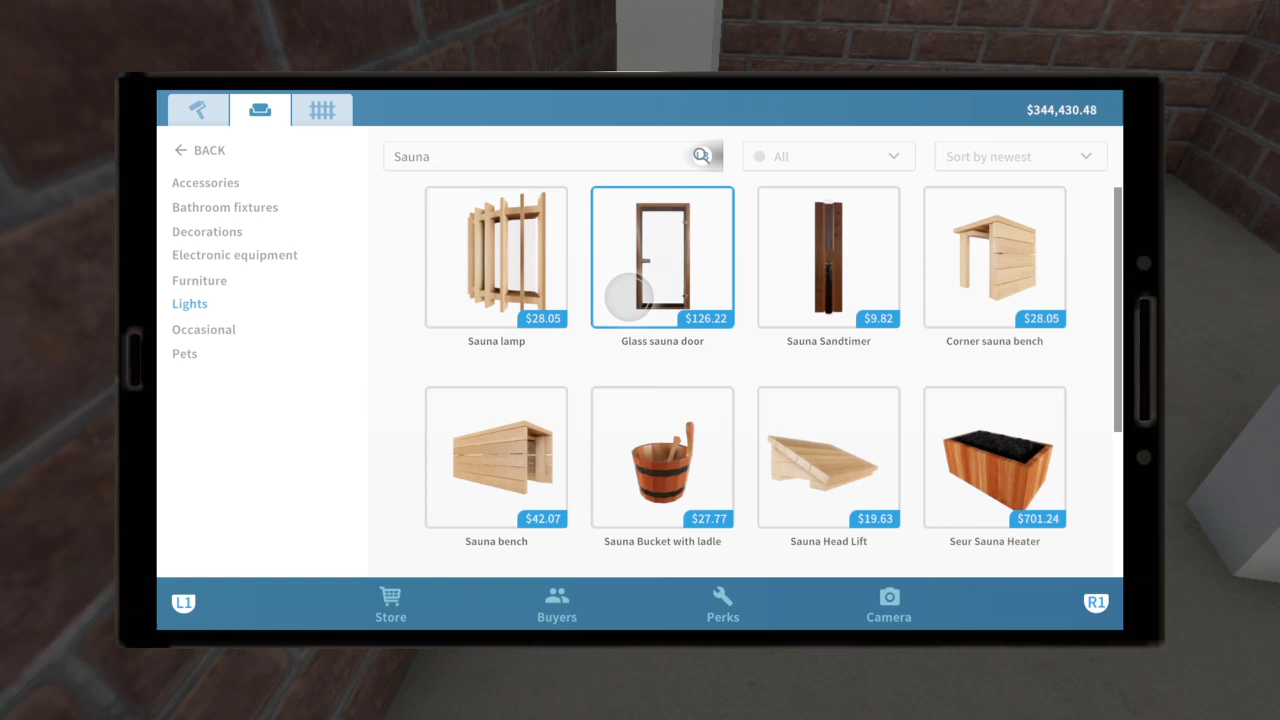 $344,430.48
BACK
Accessories
Bathroom fixtures
Decorations
Electronic equipment
Furniture
Lights
Occasional
Pets
Sauna
All
Sort by newest
$28.05
$126.22
$9.82
$28.05
Sauna lamp
Glass sauna door
Sauna Sandtimer
Corner sauna bench
$42.07
$27.77
$19.63
$701.24
Sauna bench
Sauna Bucket with ladle
Sauna Head Lift
Seur Sauna Heater
L1
Store
Buyers
Perks
Camera
R1